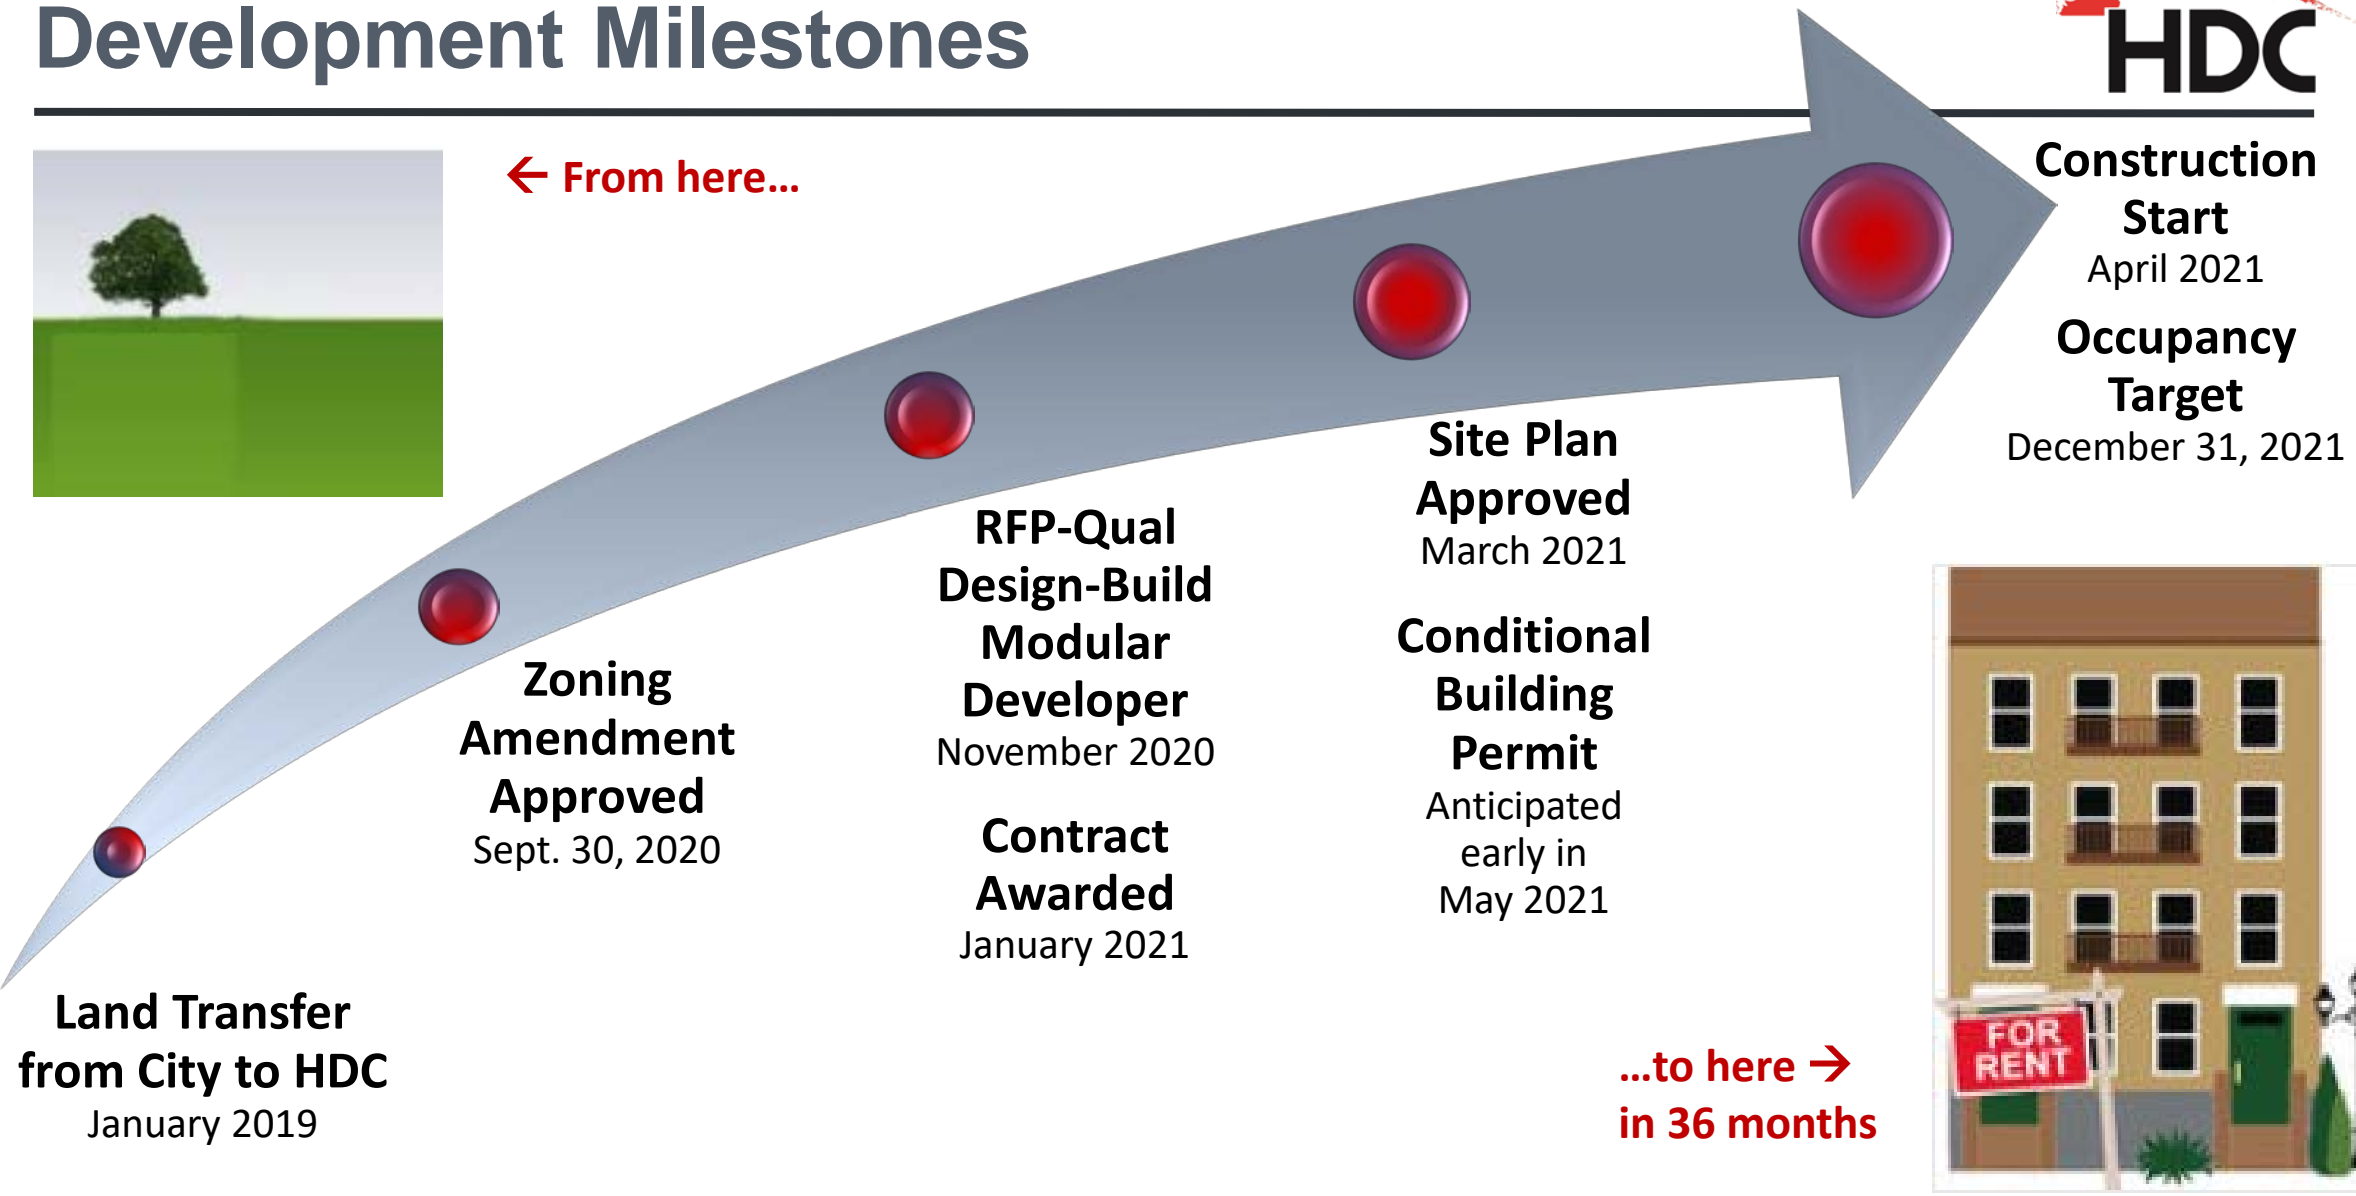 Development Milestones
HDC
← From here...
Construction
Start
April 2021
Occupancy
Target
December 31, 2021
Site Plan
Approved
March 2021
Conditional
Building
Permit
Anticipated
early in
May 2021
RFP-Qual
Design-Build
Modular
Developer
November 2020
Contract
Awarded
January 2021
Zoning
Amendment
Approved
Sept. 30, 2020
Land Transfer
from City to HDC
January 2019
...to here →
in 36 months
FOR
RENT